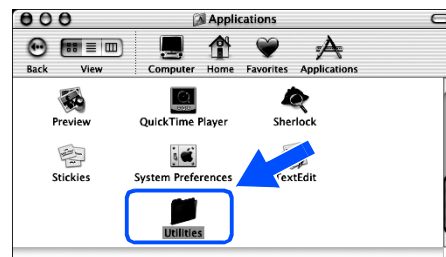 Applications
Back View Computer Home Favorites Applications
Preview QuickTime Player Sherlock
Stickies System Preferences TextEdit
Utilities